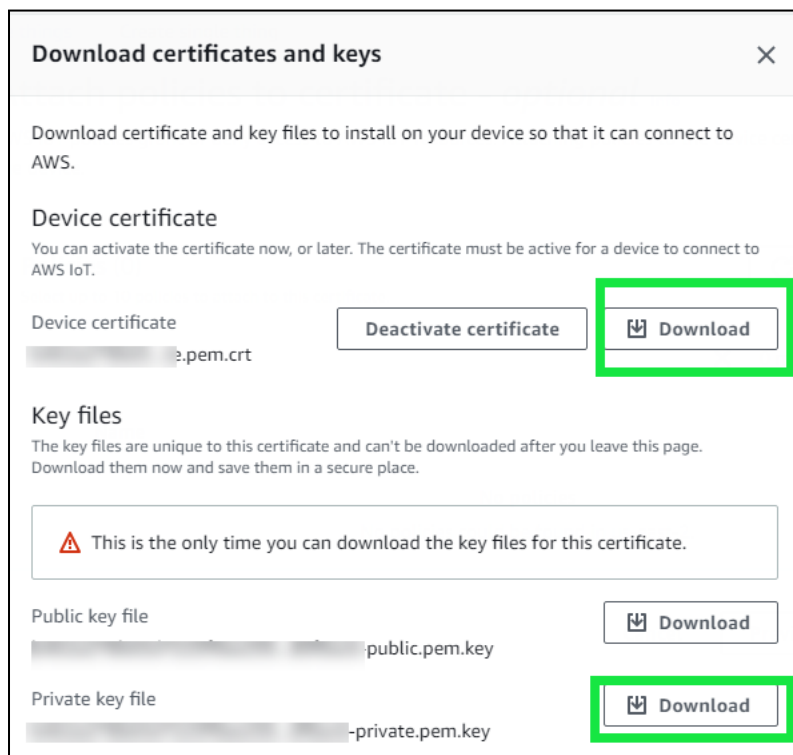 Download certificates and keys
Download certificate and key files to install on your device so that it can connect to
AWS.
Device certificate
You can activate the certificate now, or later. The certificate must be active for a device to connect to
AWS IoT.
Device certificate
Deactivate certificate
Download
e.pem.crt
Key files
The key files are unique to this certificate and can't be downloaded after you leave this page.
Download them now and save them in a secure place.
This is the only time you can download the key files for this certificate.
Public key file
Download
-public.pem.key
Private key file
Download
-private.pem.key